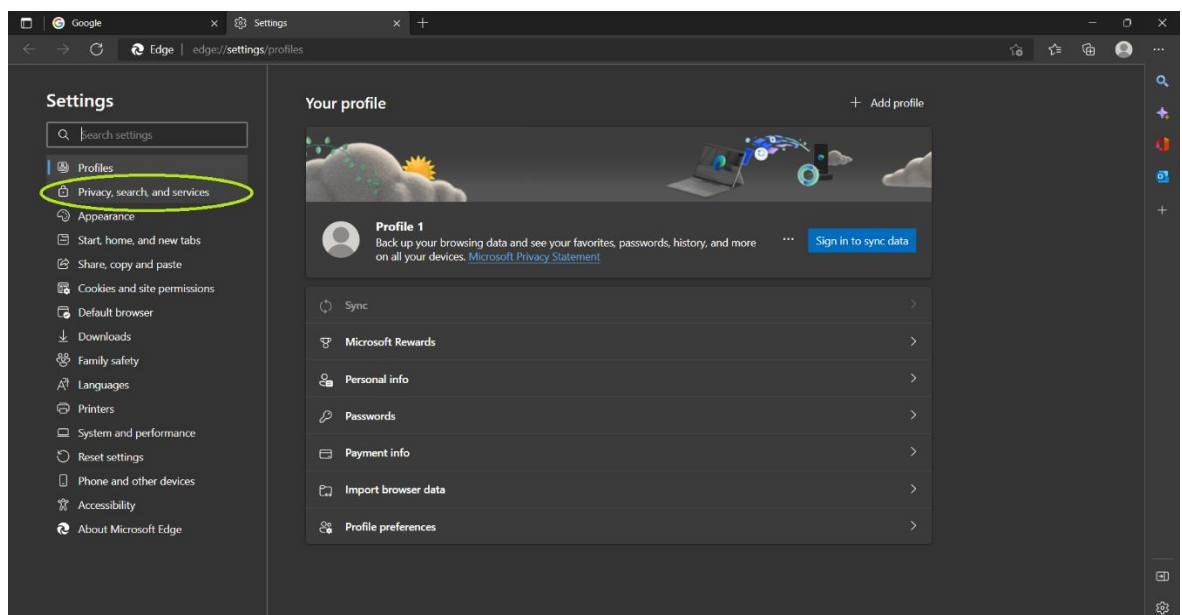 Google
Settings
Edge
edge://settings/profiles
Settings
Search settings
Profiles
Privacy, search, and services
Appearance
Start, home, and new tabs
Share, copy and paste
Cookies and site permissions
Default browser
Downloads
Family safety
Languages
Printers
System and performance
Reset settings
Phone and other devices
Accessibility
About Microsoft Edge
Your profile
Add profile
Profile 1
Back up your browsing data and see your favorites, passwords, history, and more
on all your devices. Microsoft Privacy Statement
Sign in to sync data
Sync
Microsoft Rewards
Personal info
Passwords
Payment info
Import browser data
Profile preferences